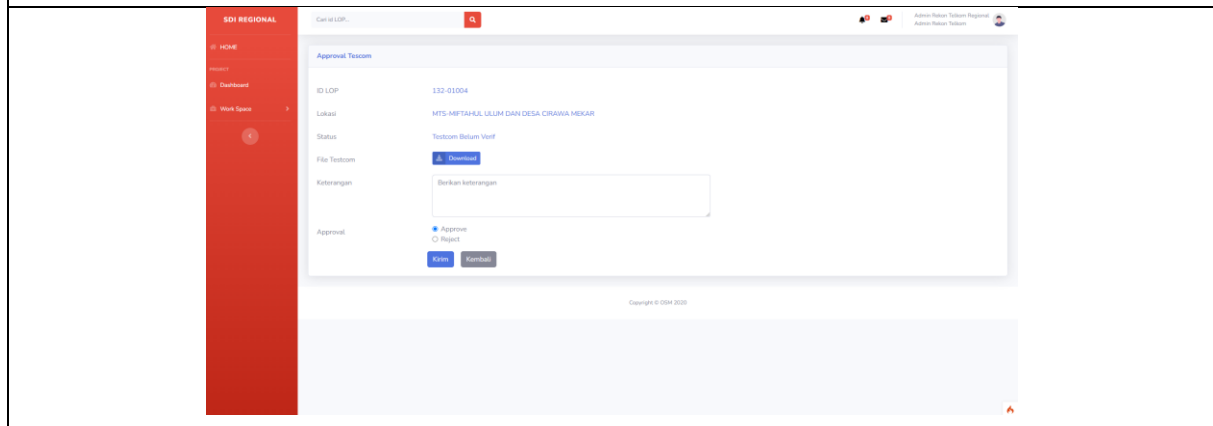 SDI REGIONAL
Cari id LOP...
Admin Rekon Telkom Regional
Admin Rekon Telkom
HOME
PROJECT
Dashboard
Work Space
Approval Tescom
ID LOP
132-01004
Lokasi
MTS-MIFTAHUL ULUM DAN DESA CIRAWA MEKAR
Status
Testcom Belum Verif
File Testcom
Download
Keterangan
Berikan keterangan
Approval
Approve
Reject
Kirim
Kembali
Copyright © OSM 2020